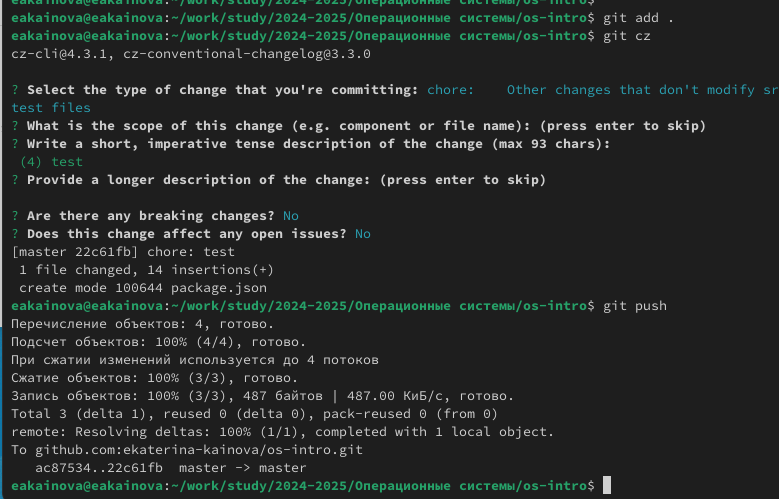 eakainova@eakainova:~/work/study/2024-2025/Операционные системы/os-intro$
eakainova@eakainova:~/work/study/2024-2025/Операционные системы/os-intro$ git add .
eakainova@eakainova:~/work/study/2024-2025/Операционные системы/os-intro$ git cz
cz-cli@4.3.1, cz-conventional-changelog@3.3.0
? Select the type of change that you're committing: chore:    Other changes that don't modify sr
test files
? What is the scope of this change (e.g. component or file name): (press enter to skip)
? Write a short, imperative tense description of the change (max 93 chars):
(4) test
? Provide a longer description of the change: (press enter to skip)
? Are there any breaking changes? No
? Does this change affect any open issues? No
[master 22c61fb] chore: test
1 file changed, 14 insertions(+)
create mode 100644 package.json
eakainova@eakainova:~/work/study/2024-2025/Операционные системы/os-intro$ git push
Перечисление объектов: 4, готово.
Подсчет объектов: 100% (4/4), готово.
При сжатии изменений используется до 4 потоков
Сжатие объектов: 100% (3/3), готово.
Запись объектов: 100% (3/3), 487 байтов | 487.00 КиБ/с, готово.
Total 3 (delta 1), reused 0 (delta 0), pack-reused 0 (from 0)
remote: Resolving deltas: 100% (1/1), completed with 1 local object.
To github.com:ekaterina-kainova/os-intro.git
ac87534..22c61fb  master -> master
eakainova@eakainova:~/work/study/2024-2025/Операционные системы/os-intro$